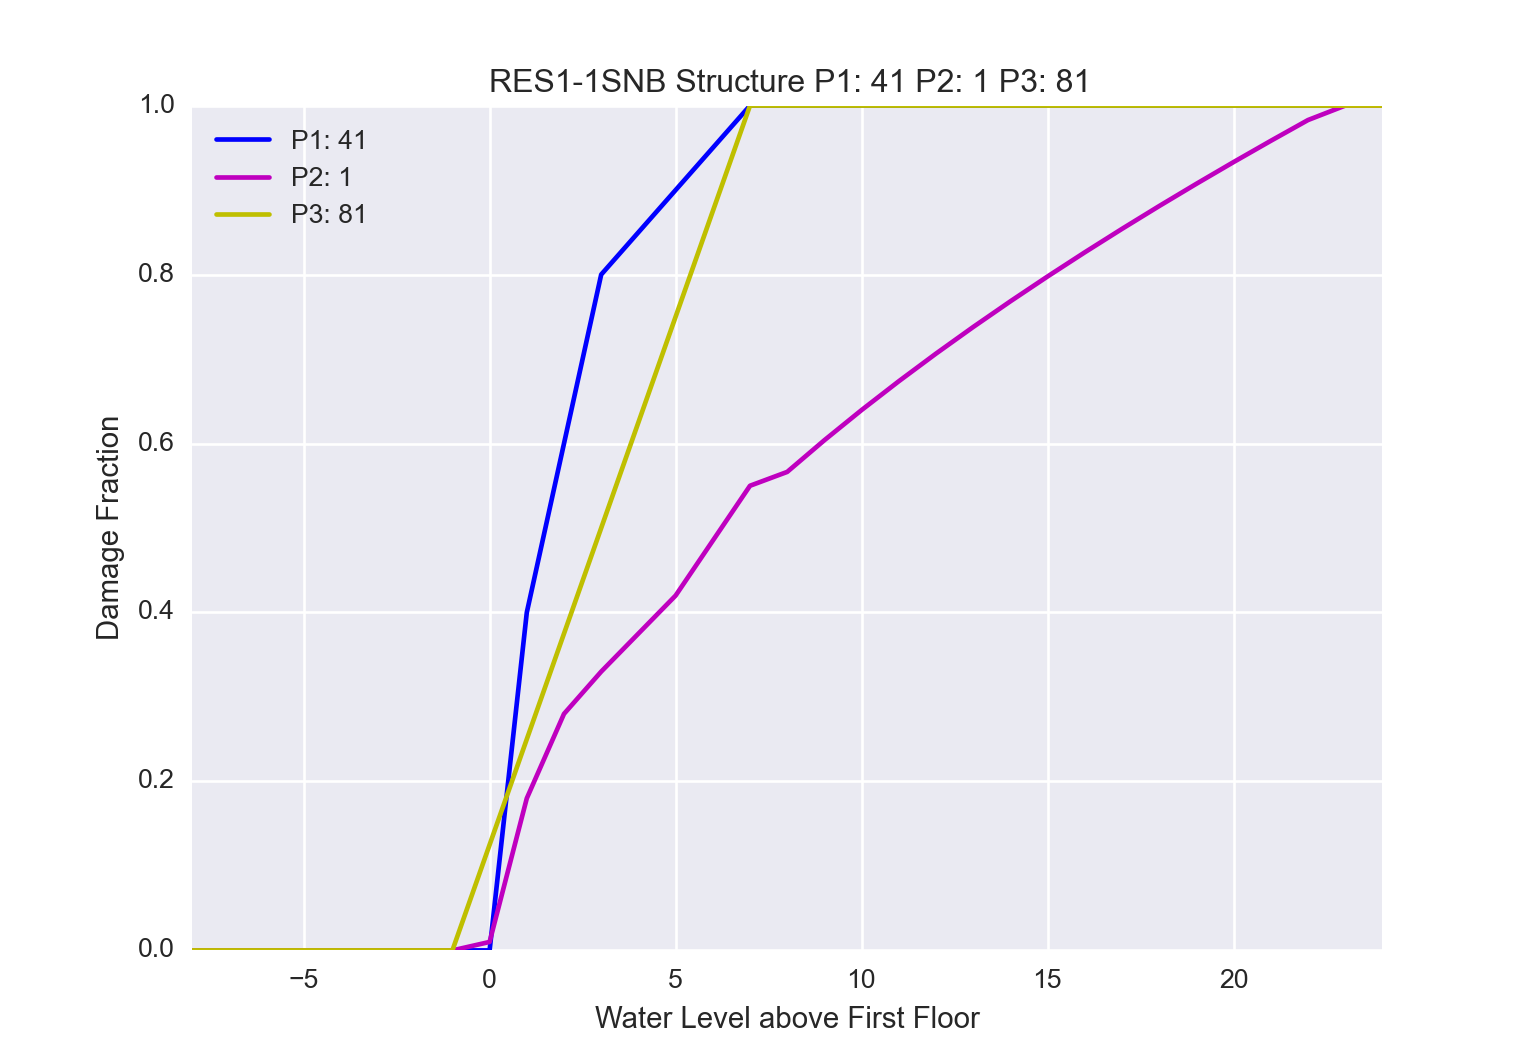 RES1-1SNB Structure P1: 41 P2: 1 P3: 81
1.0
P1: 41
P2: 1
P3: 81
0.8
0.6
Damage Fraction
0.4
0.2
0.0
−5 0 5 10 15 20
Water Level above First Floor